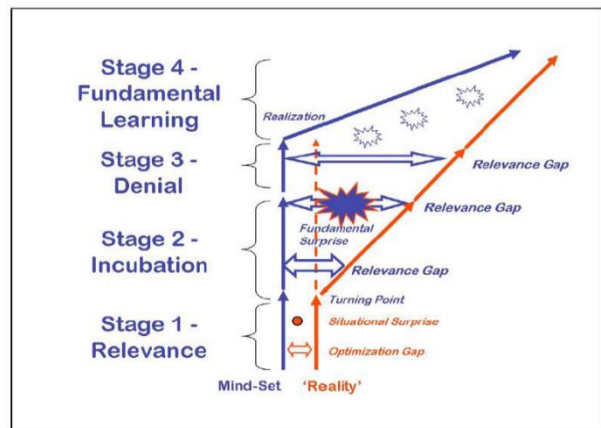 Stage 4 -
Fundamental
Learning
Realization
Stage 3 -
Denial
Relevance Gap
Relevance Gap
Stage 2 -
Incubation
Fundamental
Surprise
Relevance Gap
Turning Point
Stage 1 -
Relevance
Situational Surprise
Optimization Gap
Mind-Set
'Reality'